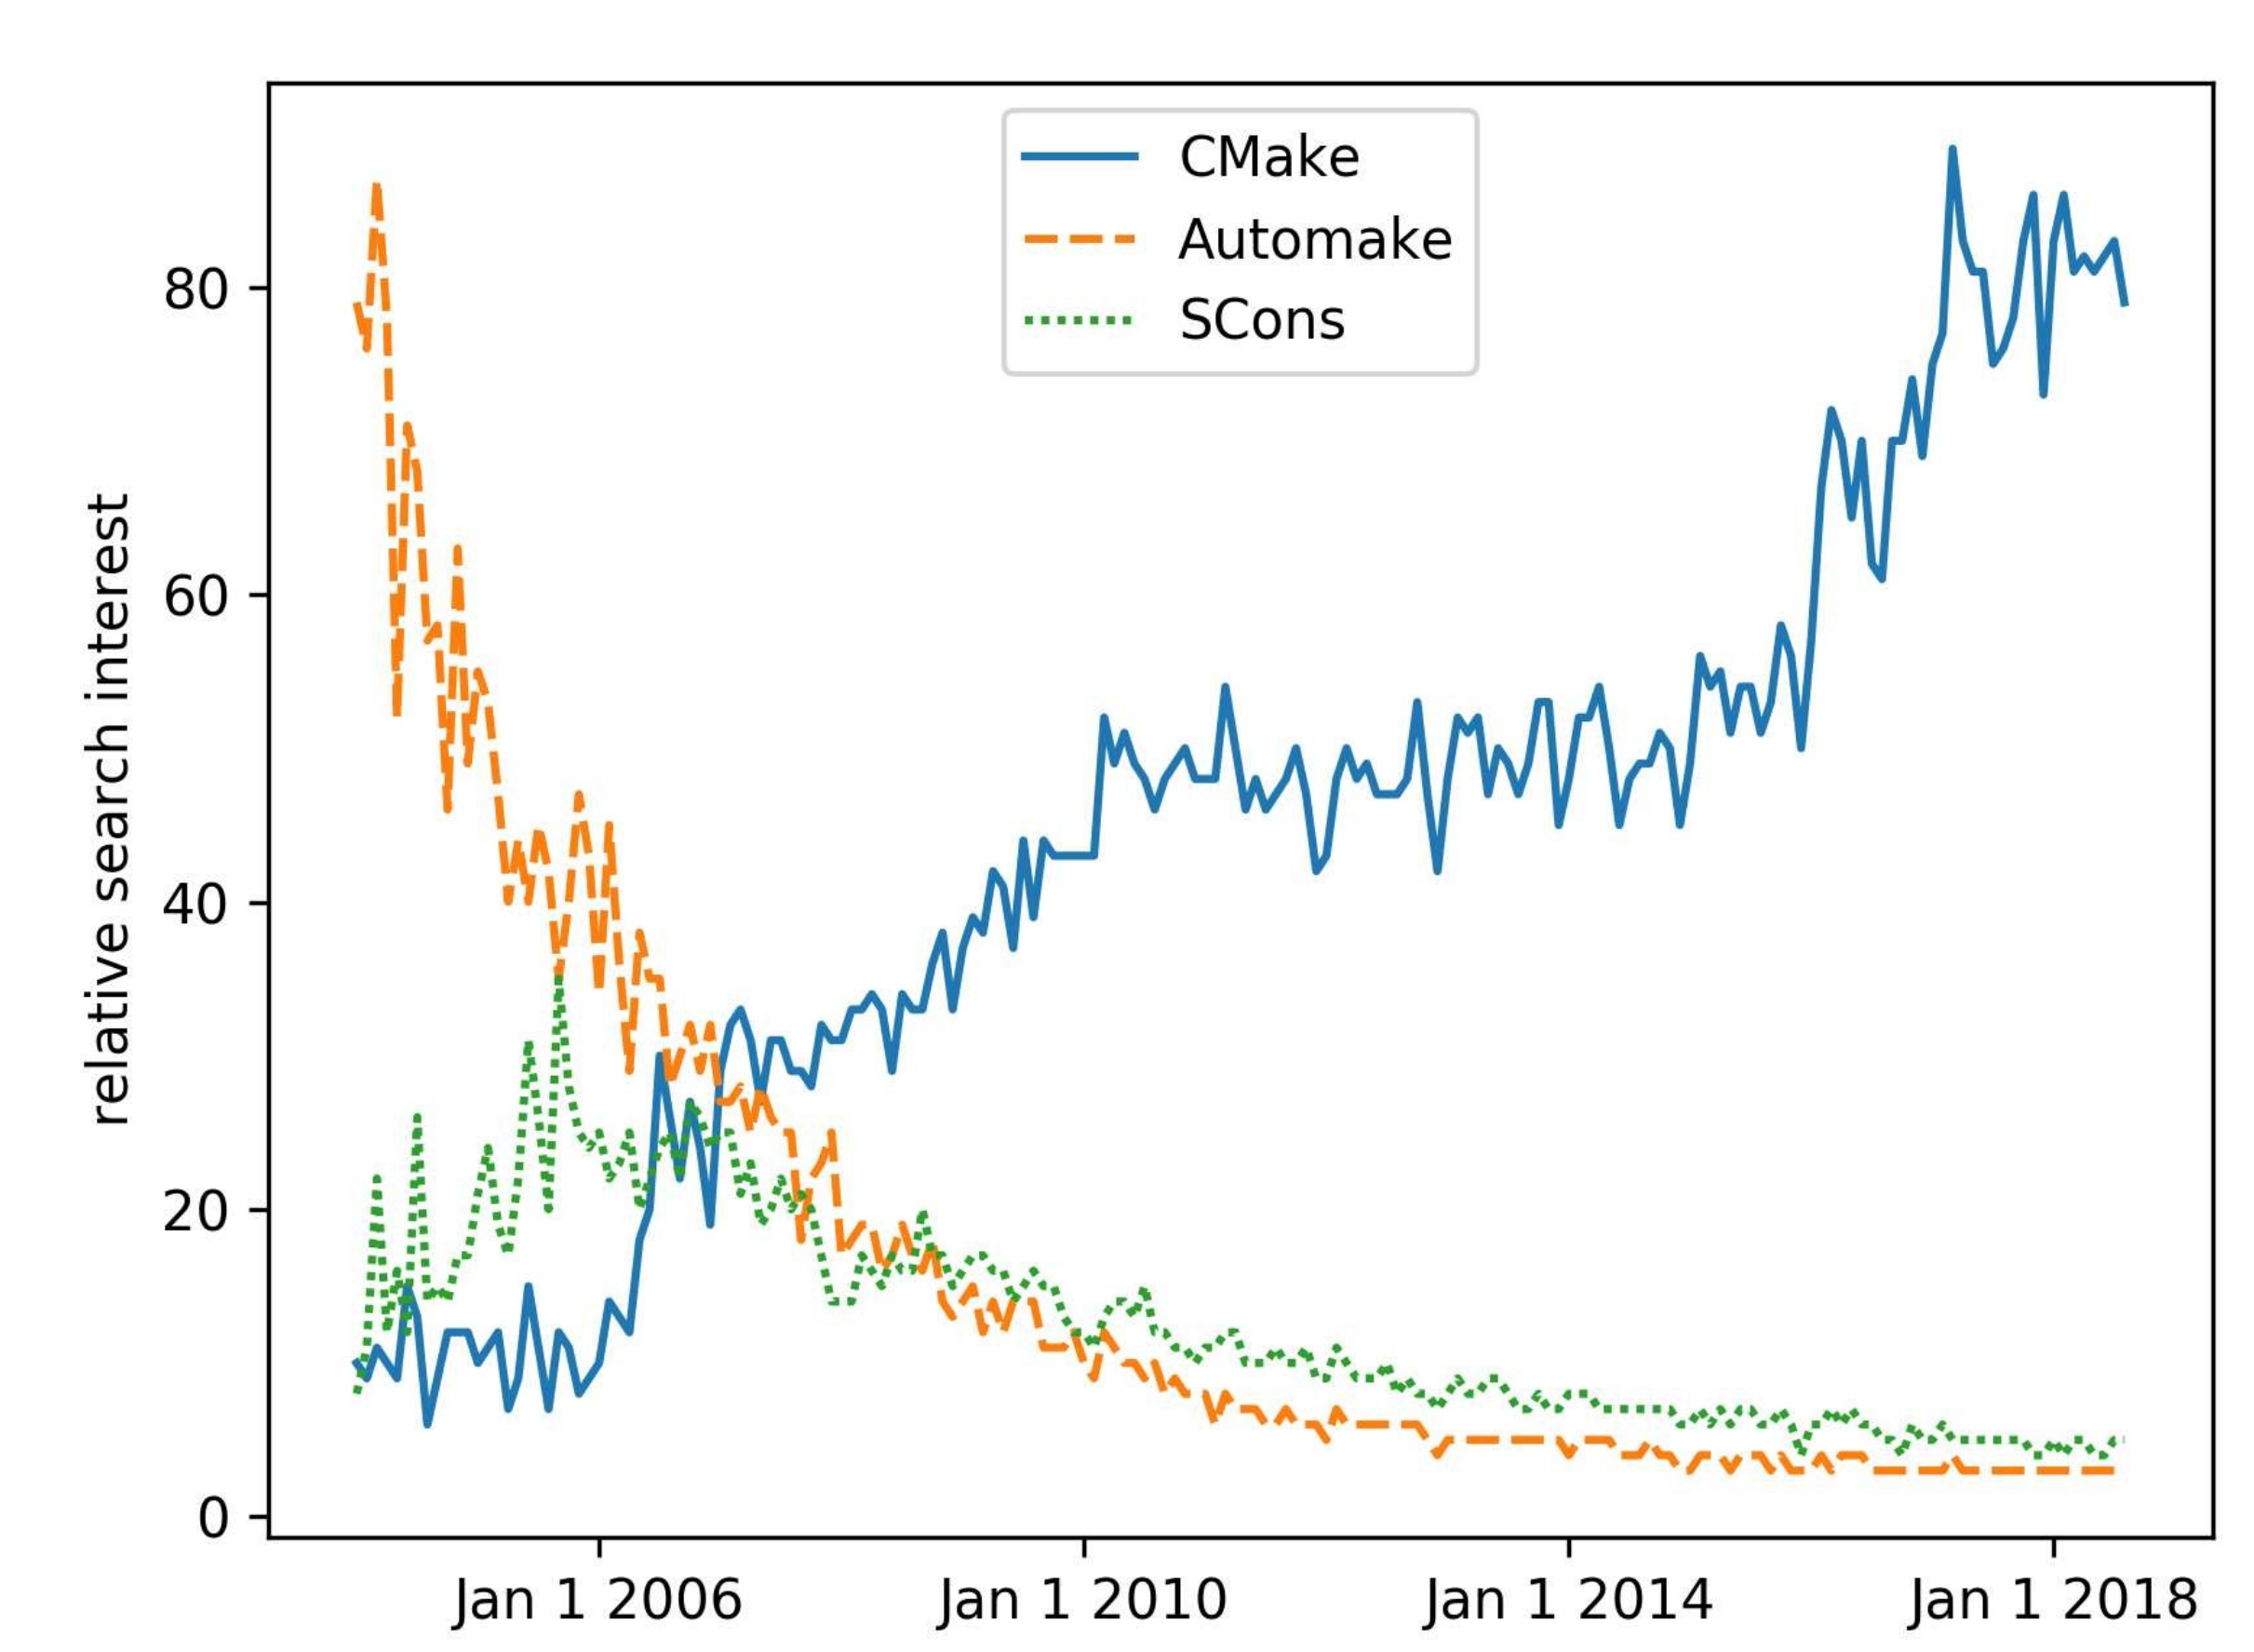 CMake
Automake
SCons
relative search interest
80
60
40
20
0
Jan 1 2006
Jan 1 2010
Jan 1 2014
Jan 1 2018